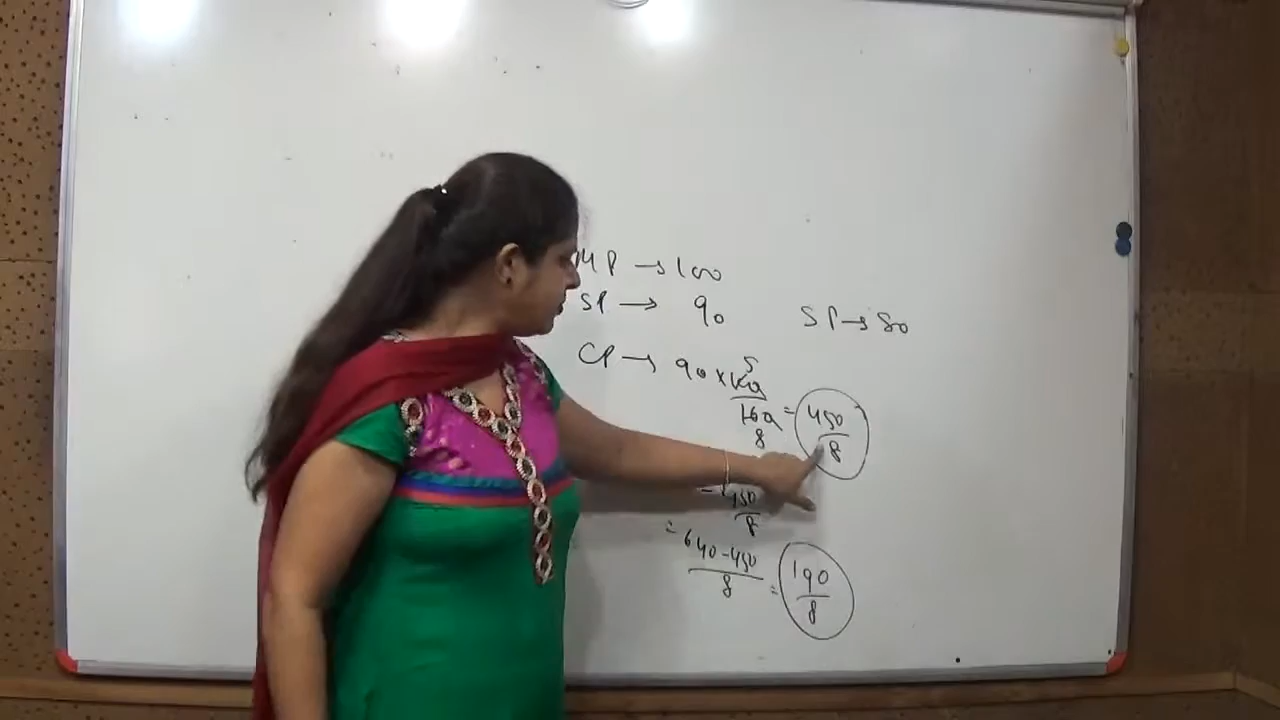 MP → 100
SP → 90
SP → 80
CP → 90 × 100 5
160 8 = 450
8
- 450
8
= 640 - 450
8
= 190
8